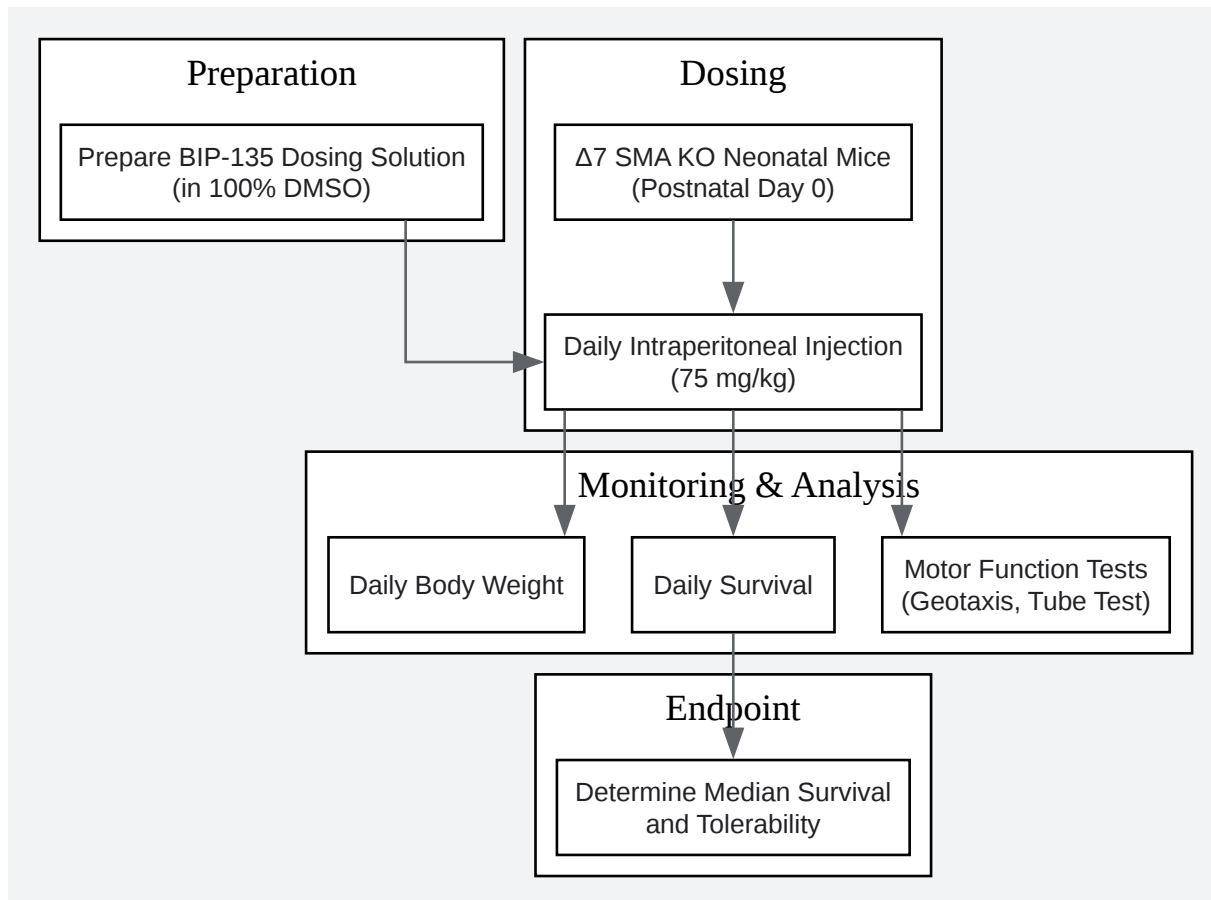 Preparation
Prepare BIP-135 Dosing Solution
(in 100% DMSO)
Dosing
Δ7 SMA KO Neonatal Mice
(Postnatal Day 0)
Daily Intraperitoneal Injection
(75 mg/kg)
Monitoring & Analysis
Daily Body Weight
Daily Survival
Motor Function Tests
(Geotaxis, Tube Test)
Endpoint
Determine Median Survival
and Tolerability